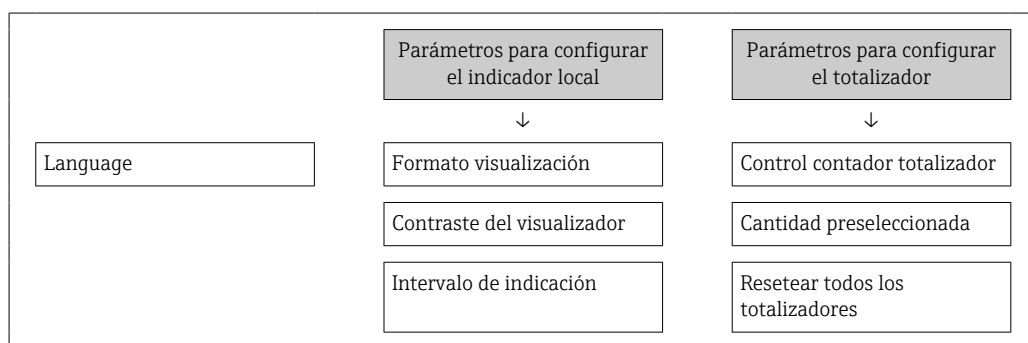 Parámetros para configurar
el indicador local
Parámetros para configurar
el totalizador
↓
↓
Language
Formato visualización
Control contador totalizador
Contraste del visualizador
Cantidad preseleccionada
Intervalo de indicación
Resetear todos los
totalizadores